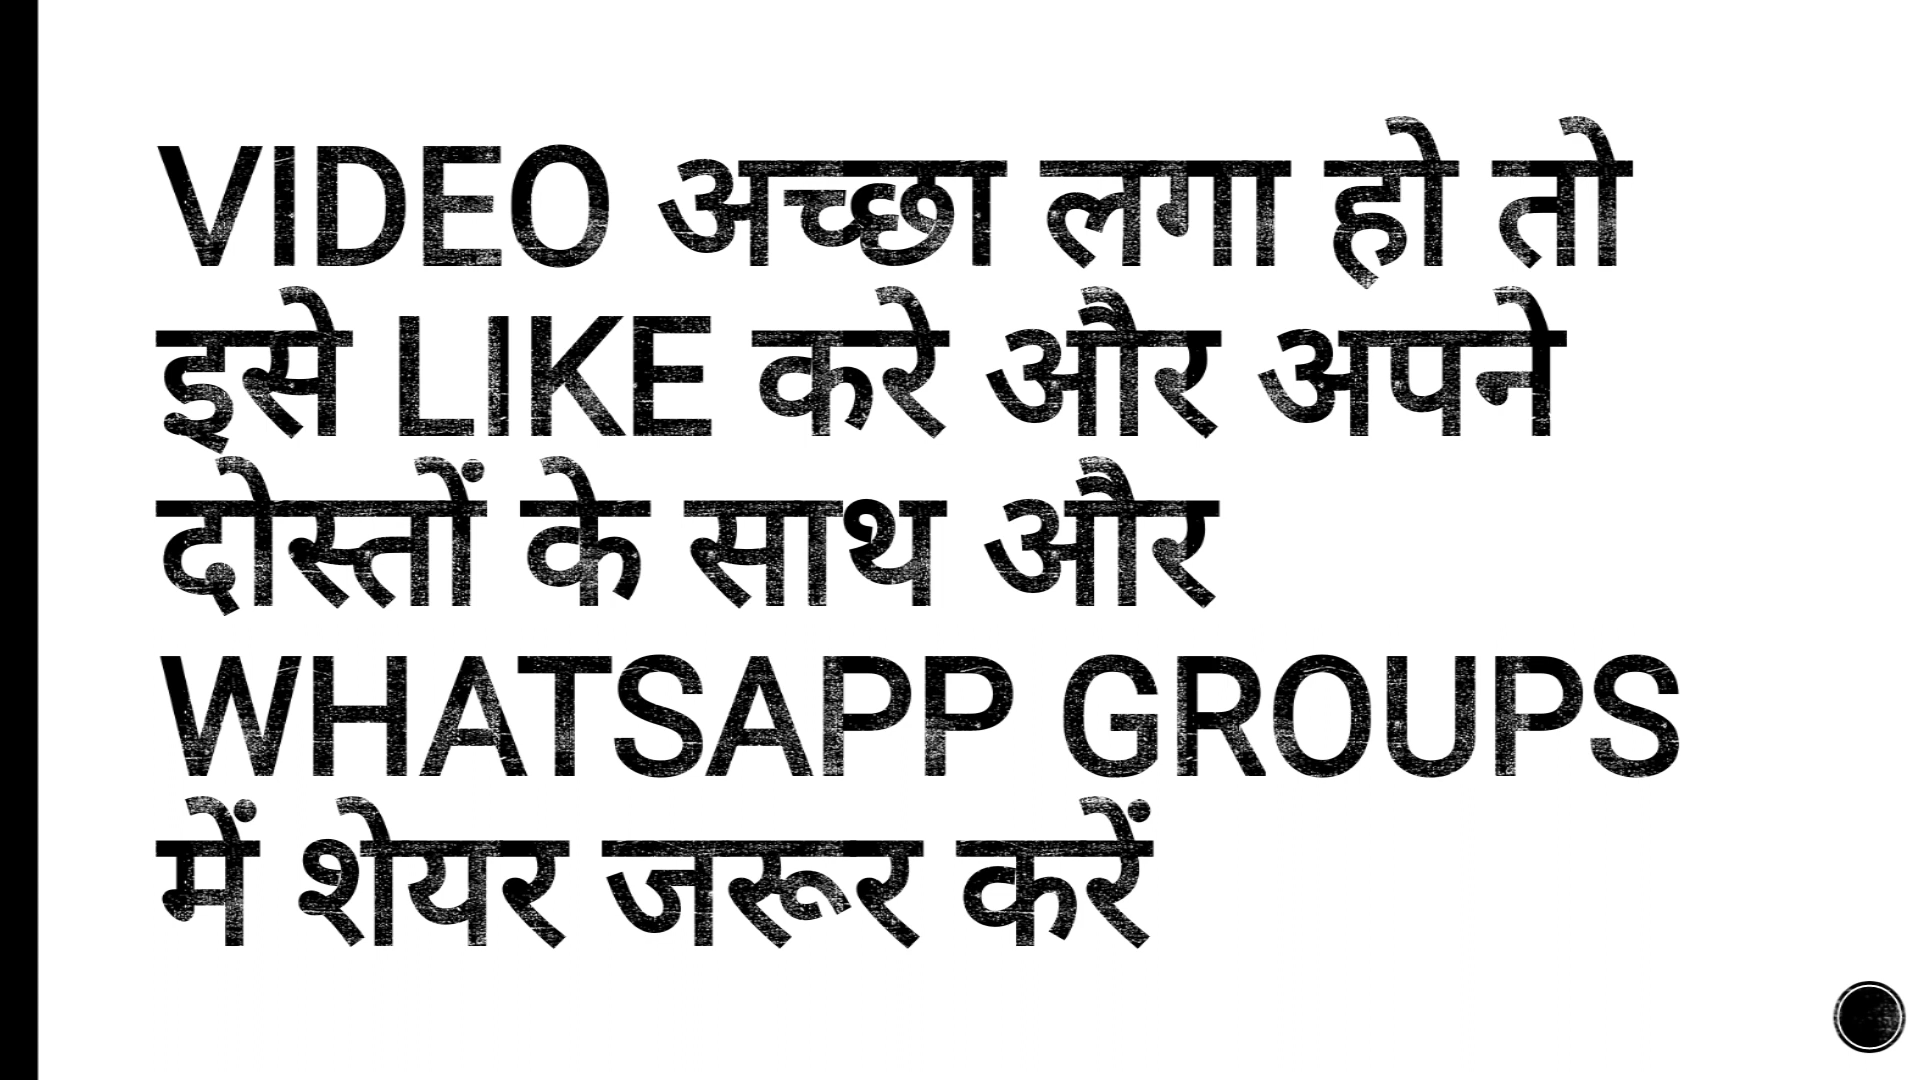 VIDEO अच्छा लगा हो तो
इसे LIKE करे और अपने
दोस्तों के साथ और
WHATSAPP GROUPS
में शेयर जरूर करें